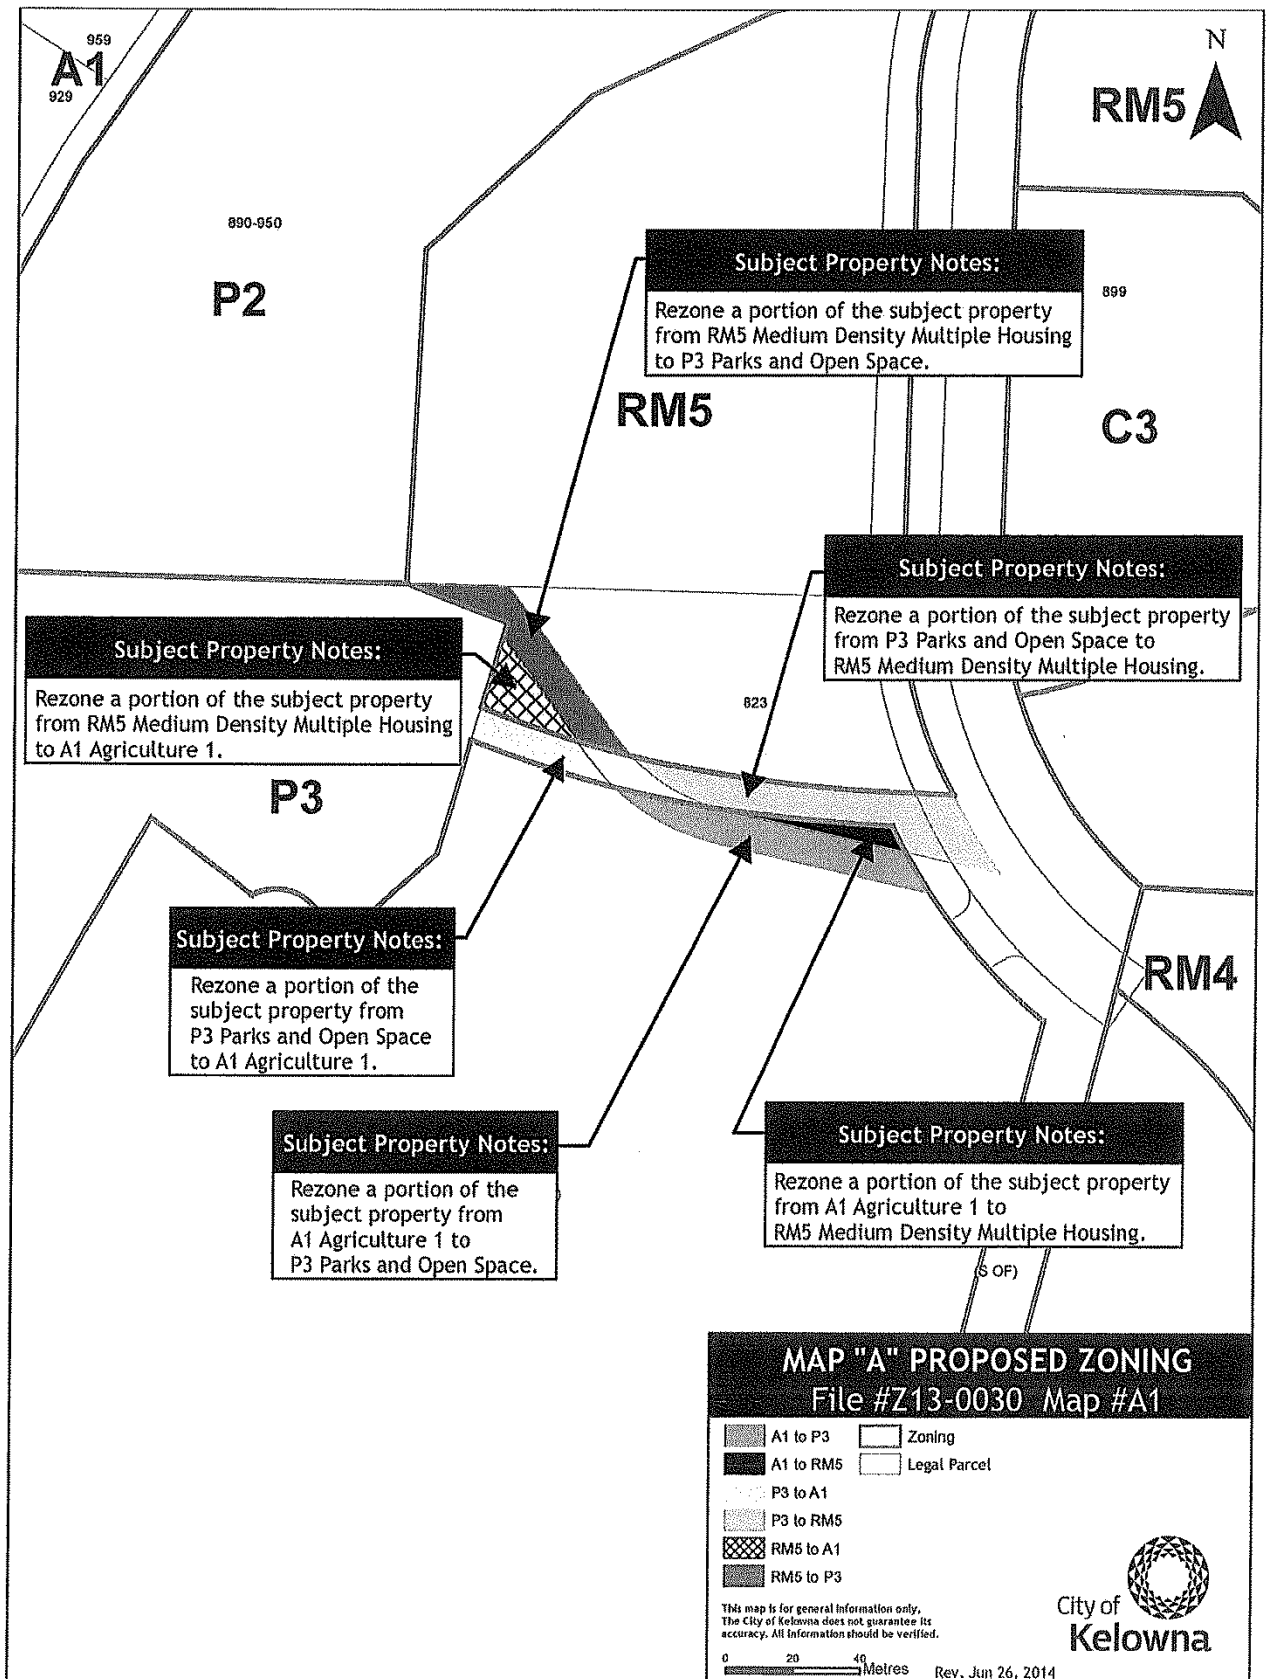 959
A1
929
N
RM5
890-950
P2
Subject Property Notes:
Rezone a portion of the subject property
from RM5 Medium Density Multiple Housing
to P3 Parks and Open Space.
899
RM5
C3
Subject Property Notes:
Rezone a portion of the subject property
from P3 Parks and Open Space to
RM5 Medium Density Multiple Housing.
Subject Property Notes:
Rezone a portion of the subject property
from RM5 Medium Density Multiple Housing
to A1 Agriculture 1.
823
P3
Subject Property Notes:
Rezone a portion of the
subject property from
P3 Parks and Open Space
to A1 Agriculture 1.
RM4
Subject Property Notes:
Rezone a portion of the
subject property from
A1 Agriculture 1 to
P3 Parks and Open Space.
Subject Property Notes:
Rezone a portion of the subject property
from A1 Agriculture 1 to
RM5 Medium Density Multiple Housing.
(S OF)
MAP "A" PROPOSED ZONING
File #Z13-0030 Map #A1
A1 to P3
Zoning
A1 to RM5
Legal Parcel
P3 to A1
P3 to RM5
RM5 to A1
RM5 to P3
This map is for general information only.
The City of Kelowna does not guarantee its
accuracy. All information should be verified.
0 20 40
Metres
Rev. Jun 26, 2014
City of
Kelowna